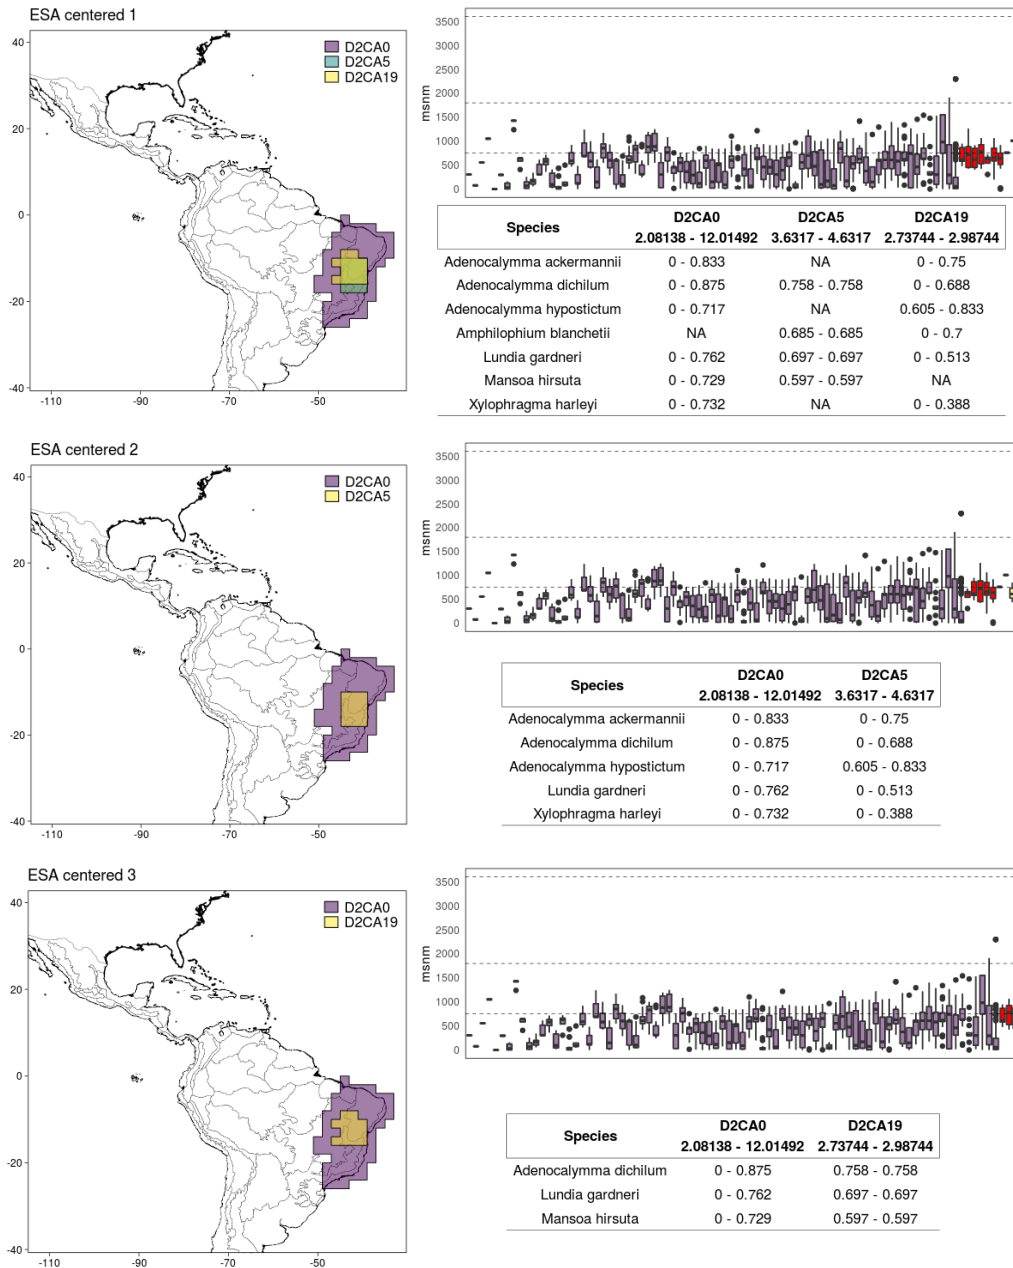 ESA centered 1
D2CA0
D2CA5
D2CA19
40
20
0
-20
-40
-110
-90
-70
-50
msnm
3500
3000
2500
2000
1500
1000
500
0
Species D2CA0 D2CA5 D2CA19
2.08138 - 12.01492 3.6317 - 4.6317 2.73744 - 2.98744
Adenocalymma ackermannii 0 - 0.833 NA 0 - 0.75
Adenocalymma dichilum 0 - 0.875 0.758 - 0.758 0 - 0.688
Adenocalymma hypostictum 0 - 0.717 NA 0.605 - 0.833
Amphilophium blanchetii NA 0.685 - 0.685 0 - 0.7
Lundia gardneri 0 - 0.762 0.697 - 0.697 0 - 0.513
Mansoa hirsuta 0 - 0.729 0.597 - 0.597 NA
Xylophragma harleyi 0 - 0.732 NA 0 - 0.388
ESA centered 2
D2CA0
D2CA5
40
20
0
-20
-40
-110
-90
-70
-50
msnm
3500
3000
2500
2000
1500
1000
500
0
Species D2CA0 D2CA5
2.08138 - 12.01492 3.6317 - 4.6317
Adenocalymma ackermannii 0 - 0.833 0 - 0.75
Adenocalymma dichilum 0 - 0.875 0 - 0.688
Adenocalymma hypostictum 0 - 0.717 0.605 - 0.833
Lundia gardneri 0 - 0.762 0 - 0.513
Xylophragma harleyi 0 - 0.732 0 - 0.388
ESA centered 3
D2CA0
D2CA19
40
20
0
-20
-40
-110
-90
-70
-50
msnm
3500
3000
2500
2000
1500
1000
500
0
Species D2CA0 D2CA19
2.08138 - 12.01492 2.73744 - 2.98744
Adenocalymma dichilum 0 - 0.875 0.758 - 0.758
Lundia gardneri 0 - 0.762 0.697 - 0.697
Mansoa hirsuta 0 - 0.729 0.597 - 0.597